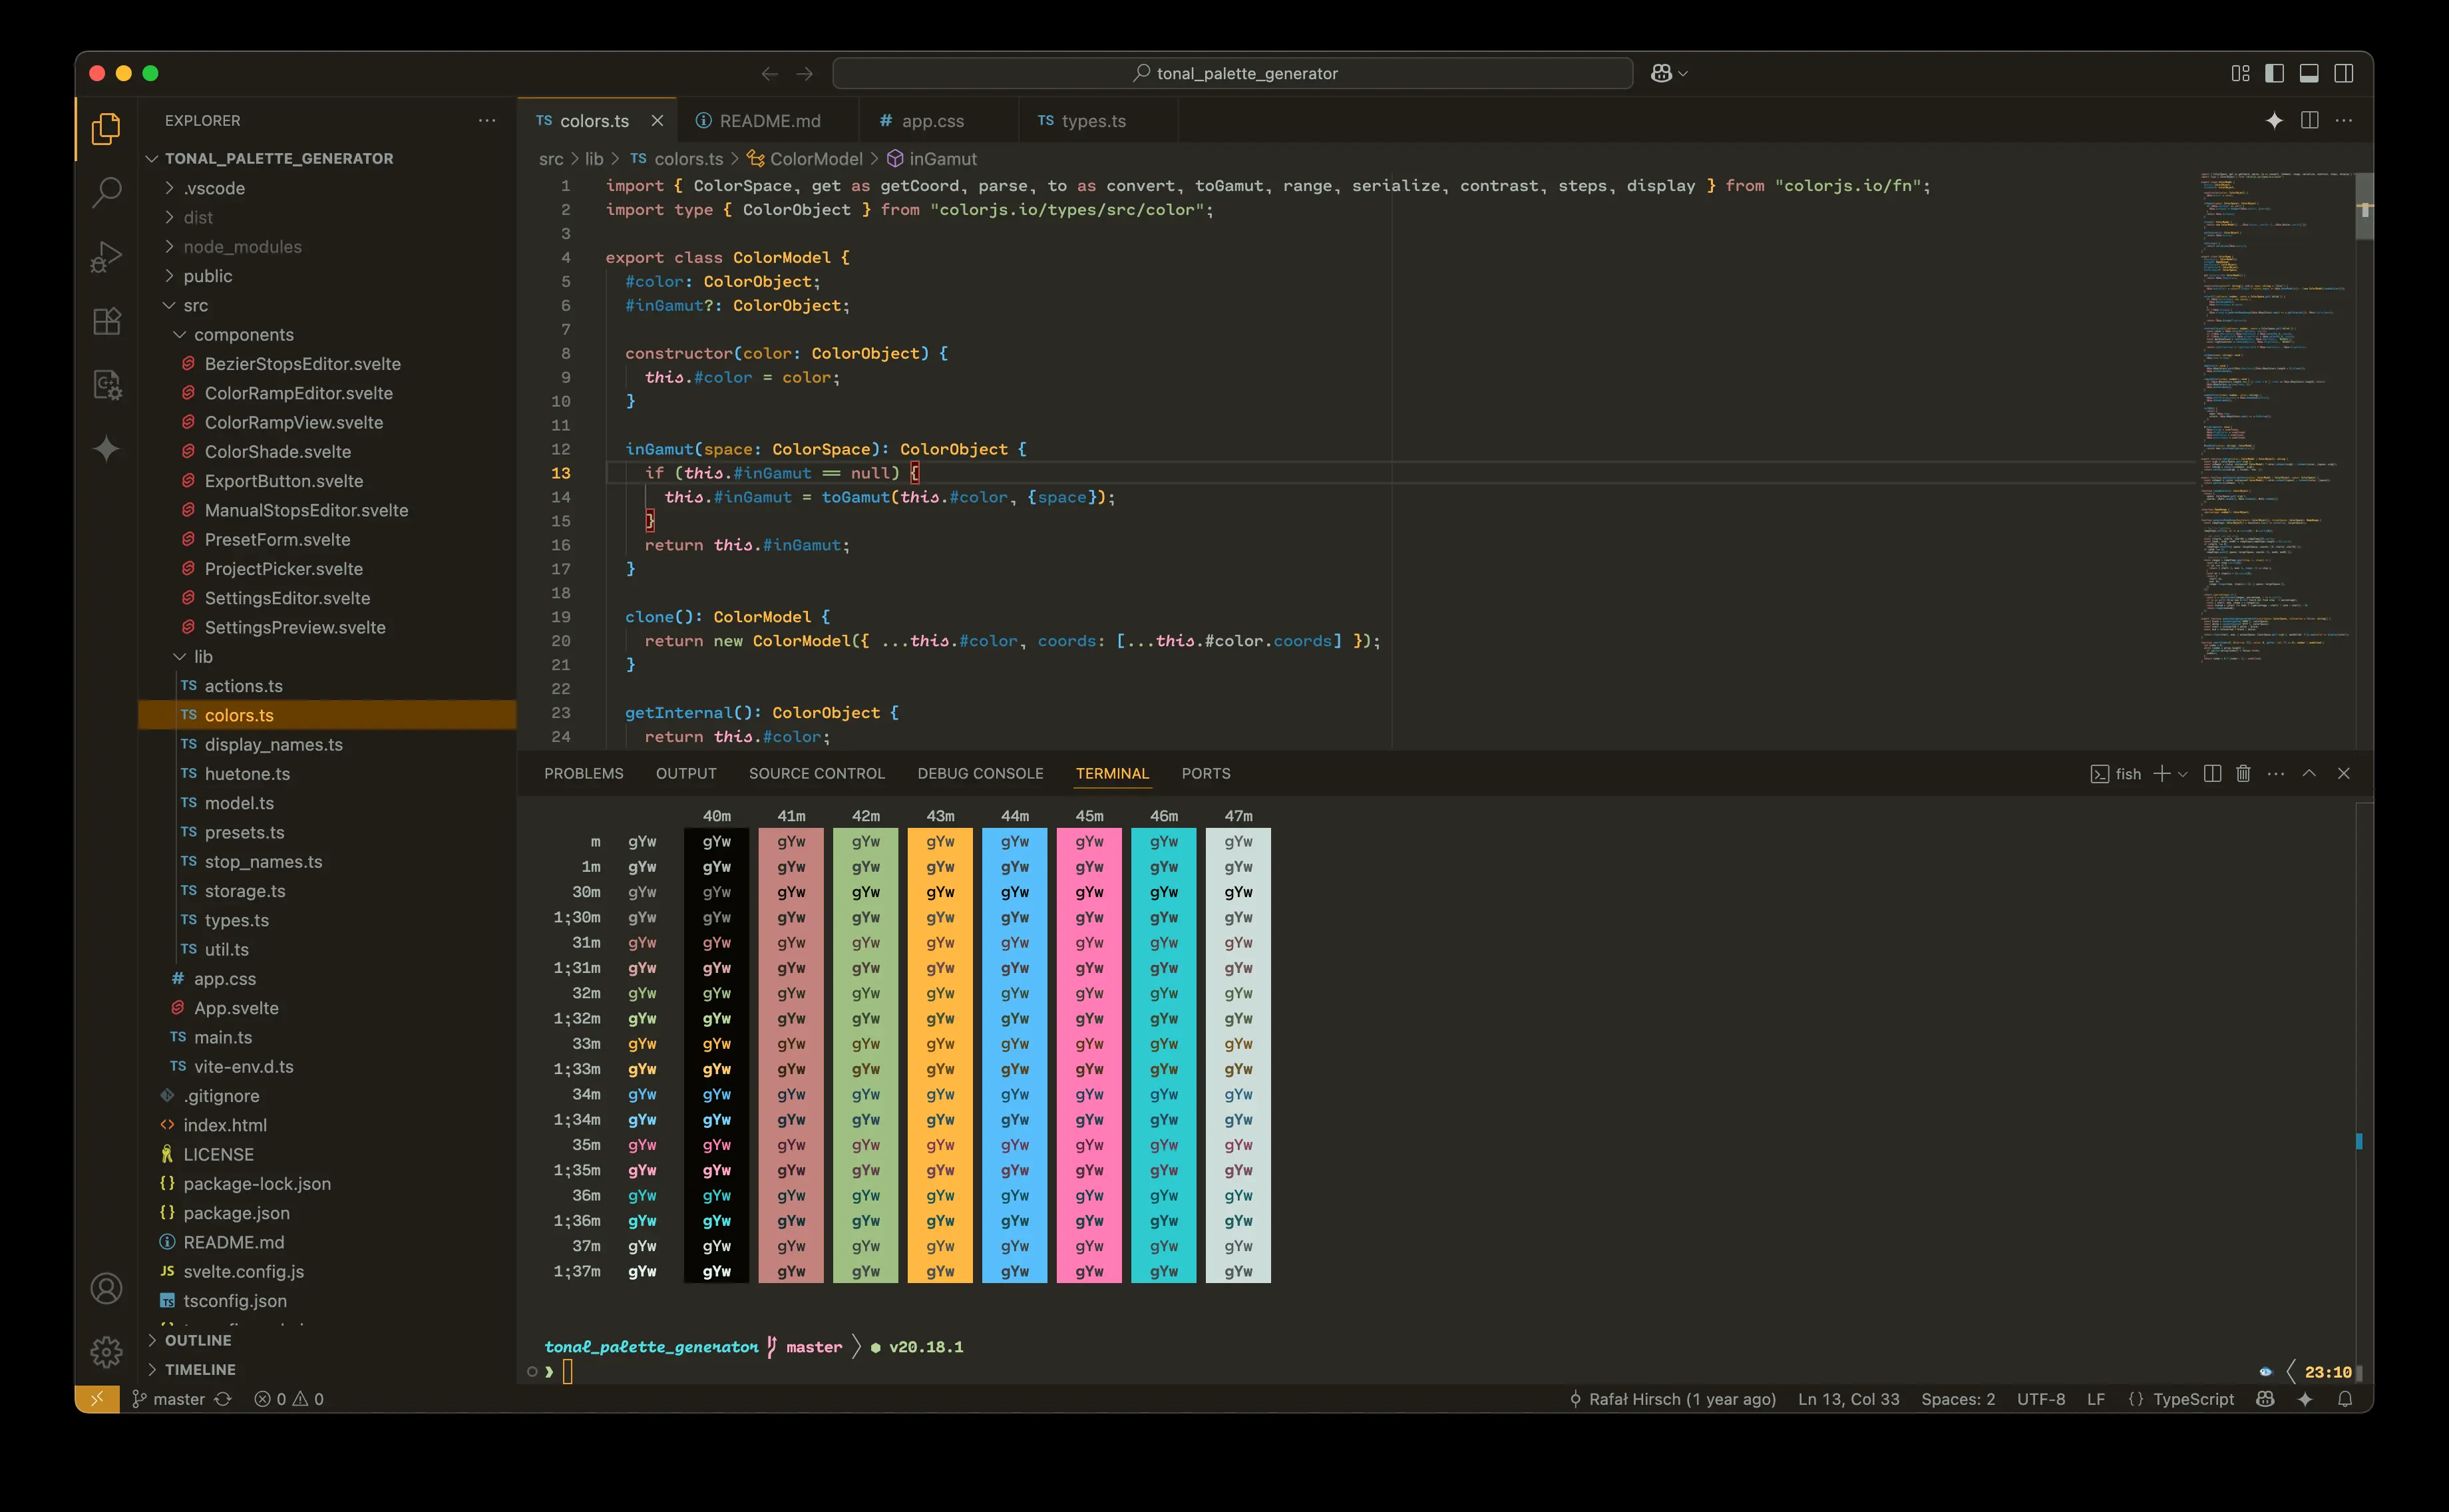 tonal_palette_generator
EXPLORER
TONAL_PALETTE_GENERATOR
.vscode
dist
node_modules
public
src
components
BezierStopsEditor.svelte
ColorRampEditor.svelte
ColorRampView.svelte
ColorShade.svelte
ExportButton.svelte
ManualStopsEditor.svelte
PresetForm.svelte
ProjectPicker.svelte
SettingsEditor.svelte
SettingsPreview.svelte
lib
TS actions.ts
TS colors.ts
TS display_names.ts
TS huetone.ts
TS model.ts
TS presets.ts
TS stop_names.ts
TS storage.ts
TS types.ts
TS util.ts
# app.css
App.svelte
TS main.ts
TS vite-env.d.ts
.gitignore
<> index.html
LICENSE
{} package-lock.json
{} package.json
README.md
JS svelte.config.js
TS tsconfig.json
OUTLINE
TIMELINE
TS colors.ts README.md # app.css TS types.ts
src > lib > TS colors.ts > ColorModel > inGamut
1 import { ColorSpace, get as getCoord, parse, to as convert, toGamut, range, serialize, contrast, steps, display } from "colorjs.io/fn";
2 import type { ColorObject } from "colorjs.io/types/src/color";
3
4 export class ColorModel {
5 #color: ColorObject;
6 #inGamut?: ColorObject;
7
8 constructor(color: ColorObject) {
9 this.#color = color;
10 }
11
12 inGamut(space: ColorSpace): ColorObject {
13 if (this.#inGamut == null) {
14 this.#inGamut = toGamut(this.#color, {space});
15 }
16 return this.#inGamut;
17 }
18
19 clone(): ColorModel {
20 return new ColorModel({ ...this.#color, coords: [...this.#color.coords] });
21 }
22
23 getInternal(): ColorObject {
24 return this.#color;
PROBLEMS OUTPUT SOURCE CONTROL DEBUG CONSOLE TERMINAL PORTS
fish
40m 41m 42m 43m 44m 45m 46m 47m
m gYw gYw gYw gYw gYw gYw gYw gYw gYw
1m gYw gYw gYw gYw gYw gYw gYw gYw gYw
30m gYw gYw gYw gYw gYw gYw gYw gYw gYw
1;30m gYw gYw gYw gYw gYw gYw gYw gYw gYw
31m gYw gYw gYw gYw gYw gYw gYw gYw gYw
1;31m gYw gYw gYw gYw gYw gYw gYw gYw gYw
32m gYw gYw gYw gYw gYw gYw gYw gYw gYw
1;32m gYw gYw gYw gYw gYw gYw gYw gYw gYw
33m gYw gYw gYw gYw gYw gYw gYw gYw gYw
1;33m gYw gYw gYw gYw gYw gYw gYw gYw gYw
34m gYw gYw gYw gYw gYw gYw gYw gYw gYw
1;34m gYw gYw gYw gYw gYw gYw gYw gYw gYw
35m gYw gYw gYw gYw gYw gYw gYw gYw gYw
1;35m gYw gYw gYw gYw gYw gYw gYw gYw gYw
36m gYw gYw gYw gYw gYw gYw gYw gYw gYw
1;36m gYw gYw gYw gYw gYw gYw gYw gYw gYw
37m gYw gYw gYw gYw gYw gYw gYw gYw gYw
1;37m gYw gYw gYw gYw gYw gYw gYw gYw gYw
tonal_palette_generator master v20.18.1
❯ 23:10
master 0 0 Rafał Hirsch (1 year ago) Ln 13, Col 33 Spaces: 2 UTF-8 LF {} TypeScript